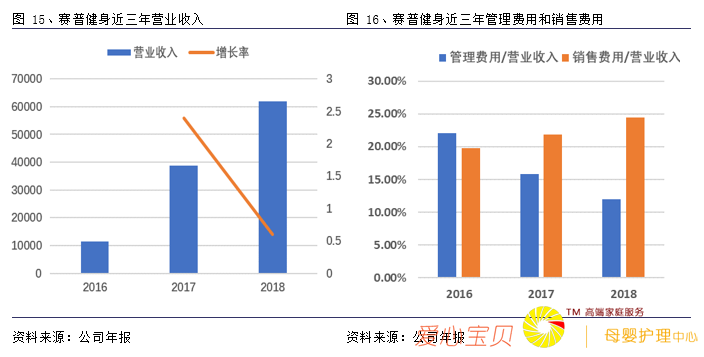 图 15、赛普健身近三年营业收入
营业收入 增长率
70000
60000
50000
40000
30000
20000
10000
0
3
2.5
2
1.5
1
0.5
0
2016 2017 2018
资料来源：公司年报
图 16、赛普健身近三年管理费用和销售费用
管理费用/营业收入 销售费用/营业收入
30.00%
25.00%
20.00%
15.00%
10.00%
5.00%
0.00%
2016 2017 2018
资料来源：公司年报
爱心宝贝
TM 高端家庭服务
母婴护理中心